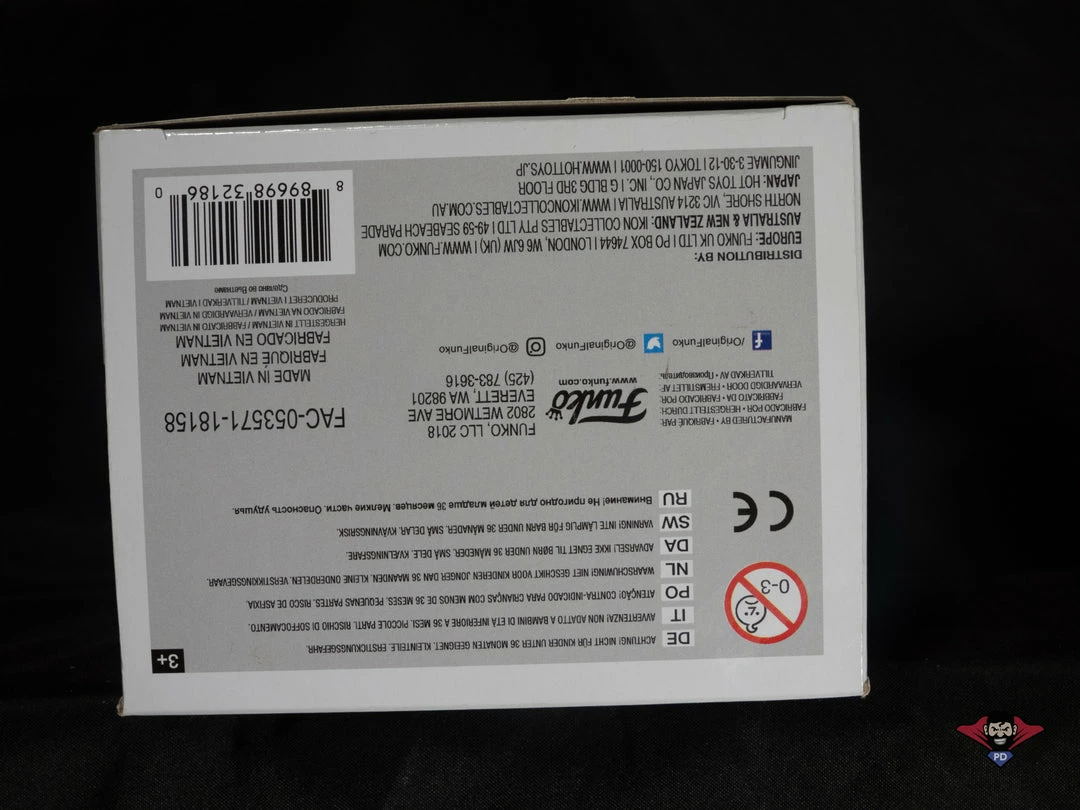 3+
DE ACHTUNG! NICHT FÜR KINDER UNTER 36 MONATEN GEEIGNET. KLEINTEILE. ERSTICKUNGSGEFAHR.
IT AVVERTENZA! NON ADATTO A BAMBINI DI ETÀ INFERIORE A 36 MESI. PICCOLE PARTI. RISCHIO DI SOFFOCAMENTO.
PO ATENÇÃO! CONTRA-INDICADO PARA CRIANÇAS COM MENOS DE 36 MESES. PEQUENAS PARTES. RISCO DE ASFIXIA.
NL WAARSCHUWING! NIET GESCHIKT VOOR KINDEREN JONGER DAN 36 MAANDEN. KLEINE ONDERDELEN. VERSTIKKINGSGEVAAR.
DA ADVARSEL! IKKE EGNET TIL BØRN UNDER 36 MÅNEDER. SMÅ DELE. KVÆLNINGSFARE.
SW VARNING! INTE LÄMPLIG FÖR BARN UNDER 36 MÅNADER. SMÅ DELAR. KVÄVNINGSRISK.
RU Внимание! Не пригодно для детей младше 36 месяцев. Мелкие части. Опасность удушья.
0-3
CE
MANUFACTURED BY • FABRIQUÉ PAR:
FABRICADO POR • HERGESTELLT DURCH:
FABBRICATO DA • FABRICADO POR:
VERVAARDIGD DOOR • FREMSTILLET AF:
TILLVERKAD AV • Производитель:
Funko
www.funko.com
FUNKO, LLC 2018
2802 WETMORE AVE
EVERETT, WA 98201
(425) 783-3616
FAC-053571-18158
MADE IN VIETNAM
FABRIQUÉ EN VIETNAM
FABRICADO EN VIETNAM
HERGESTELLT IN VIETNAM / FABBRICATO IN VIETNAM
FABRICADO NA VIETNAM / VERVAARDIGD IN VIETNAM
PRODUCERET I VIETNAM / TILLVERKAD I VIETNAM
Сделано во Вьетнаме
f /OriginalFunko @OriginalFunko @OriginalFunko
DISTRIBUTION BY:
EUROPE: FUNKO UK LTD | PO BOX 74644 | LONDON, W6 6JW (UK) | WWW.FUNKO.COM
AUSTRALIA & NEW ZEALAND: IKON COLLECTABLES PTY LTD | 49-59 SEABEACH PARADE
NORTH SHORE, VIC 3214 AUSTRALIA | WWW.IKONCOLLECTABLES.COM.AU
JAPAN: HOT TOYS JAPAN CO., INC. | G BLDG 3RD FLOOR
JINGUMAE 3-30-12 | TOKYO 150-0001 | WWW.HOTTOYS.JP
8 89698 32186 0
PD